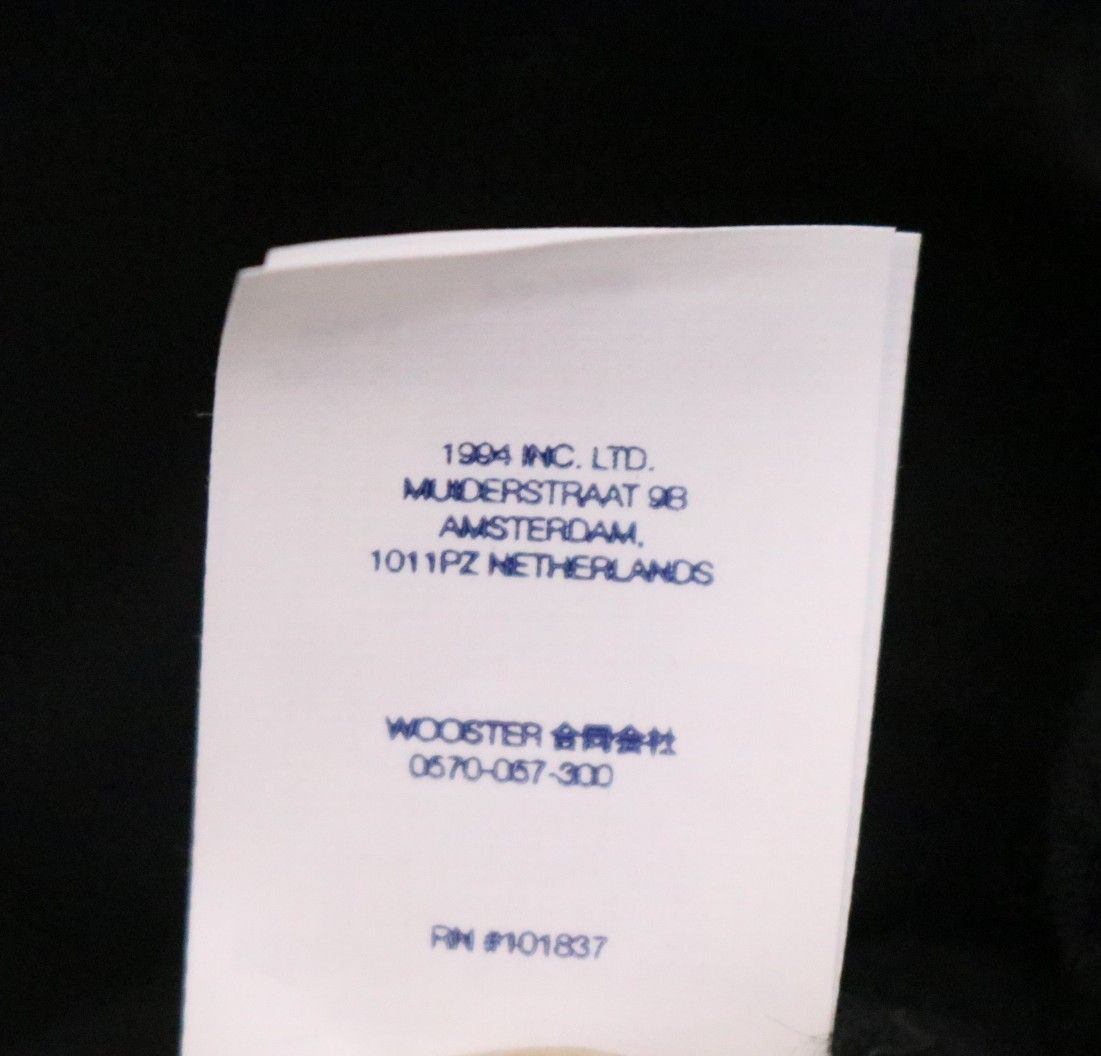 1994 INC. LTD.
MUIDERSTRAAT 9B
AMSTERDAM,
1011PZ NETHERLANDS
WOOSTER 合同会社
0570-057-300
RN #101837